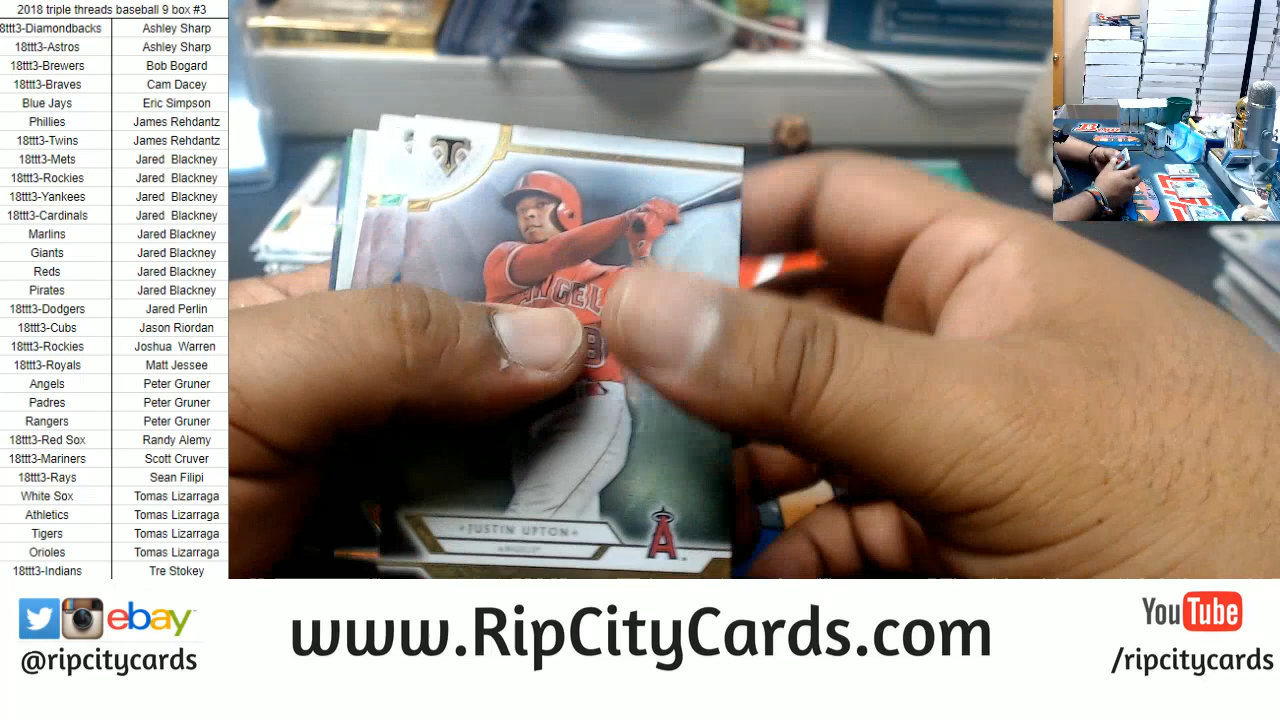 2018 triple threads baseball 9 box #3
8ttt3-Diamondbacks Ashley Sharp
18ttt3-Astros Ashley Sharp
18ttt3-Brewers Bob Bogard
18ttt3-Braves Cam Dacey
Blue Jays Eric Simpson
Phillies James Rehdantz
18ttt3-Twins James Rehdantz
18ttt3-Mets Jared Blackney
18ttt3-Rockies Jared Blackney
18ttt3-Yankees Jared Blackney
18ttt3-Cardinals Jared Blackney
Marlins Jared Blackney
Giants Jared Blackney
Reds Jared Blackney
Pirates Jared Blackney
18ttt3-Dodgers Jared Perlin
18ttt3-Cubs Jason Riordan
18ttt3-Rockies Joshua Warren
18ttt3-Royals Matt Jessee
Angels Peter Gruner
Padres Peter Gruner
Rangers Peter Gruner
18ttt3-Red Sox Randy Alemy
18ttt3-Mariners Scott Cruver
18ttt3-Rays Sean Filipi
White Sox Tomas Lizarraga
Athletics Tomas Lizarraga
Tigers Tomas Lizarraga
Orioles Tomas Lizarraga
18ttt3-Indians Tre Stokey
T
ANGEL
8
JUSTIN UPTON
ANGELS
A
ebay
@ripcitycards
www.RipCityCards.com
YouTube
/ripcitycards